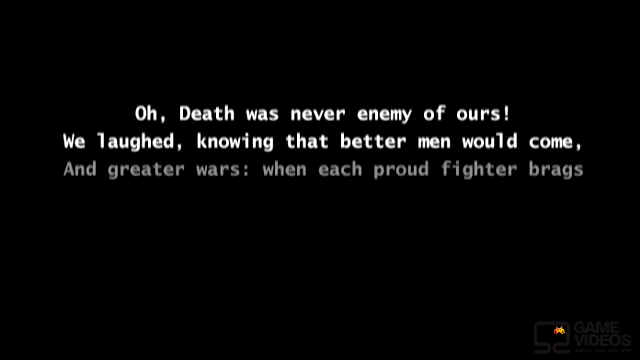 Oh, Death was never enemy of ours!
We laughed, knowing that better men would come,
And greater wars: when each proud fighter brags
GAME
VIDEOS